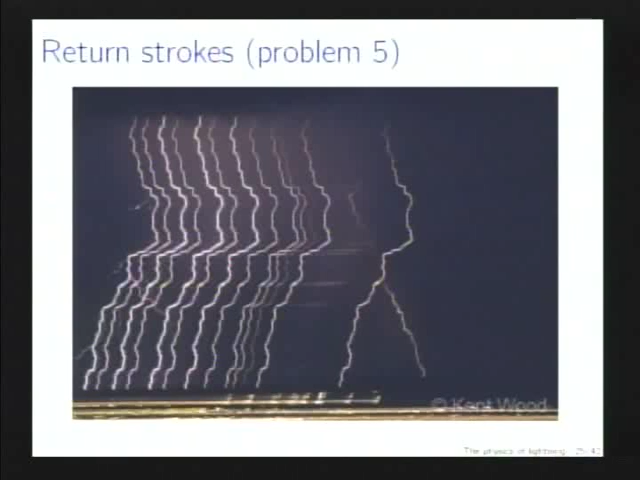 Return strokes (problem 5)
© Kent Wood
The physics of lightning